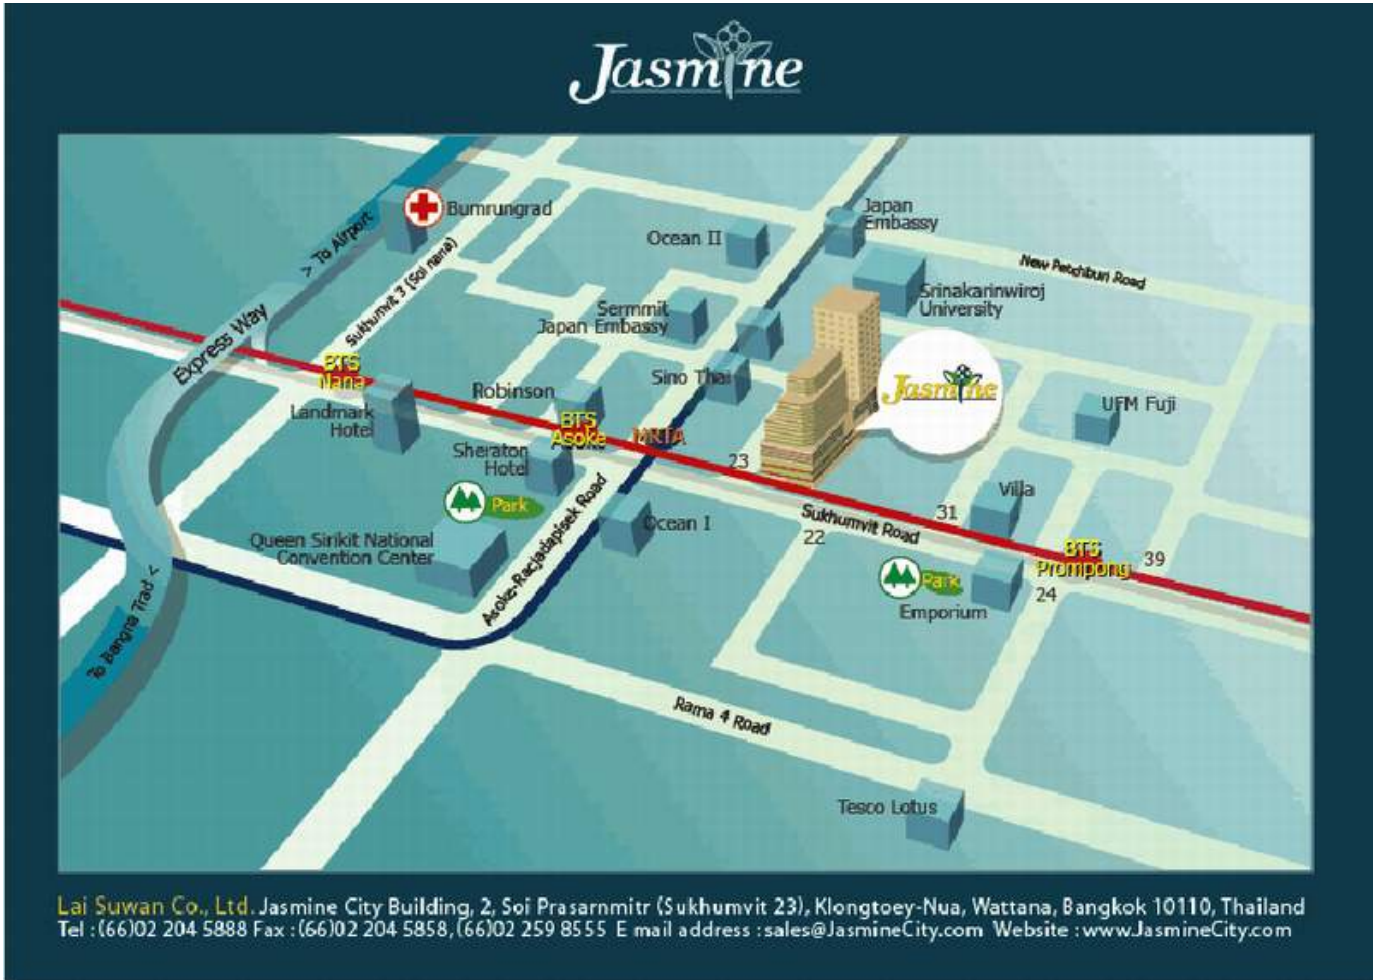 Jasmine
Bumrungrad
> To Airport
Sukhumvit 3 (Soi nana)
Express Way
Ocean II
Japan
Embassy
New Petchburi Road
Srinakarinwiroj
University
Sermmit
Japan Embassy
Sino Thai
Jasmine
UFM Fuji
BTS
Nana
Landmark
Hotel
Robinson
BTS
Asoke
Asoke
MRTA
23
Sheraton
Hotel
Park
Queen Sirikit National
Convention Center
Asoke-Racjadapisek Road
Ocean I
Sukhumvit Road
22
31
Villa
BTS
Prompong
39
24
Park
Emporium
To Bangna Trad <
Rama 4 Road
Tesco Lotus
Lai Suwan Co., Ltd. Jasmine City Building, 2, Soi Prasarnmitr (Sukhumvit 23), Klongtoey-Nua, Wattana, Bangkok 10110, Thailand
Tel :(66)02 204 5888 Fax :(66)02 204 5858,(66)02 259 8555 E mail address :sales@JasmineCity.com Website :www.JasmineCity.com